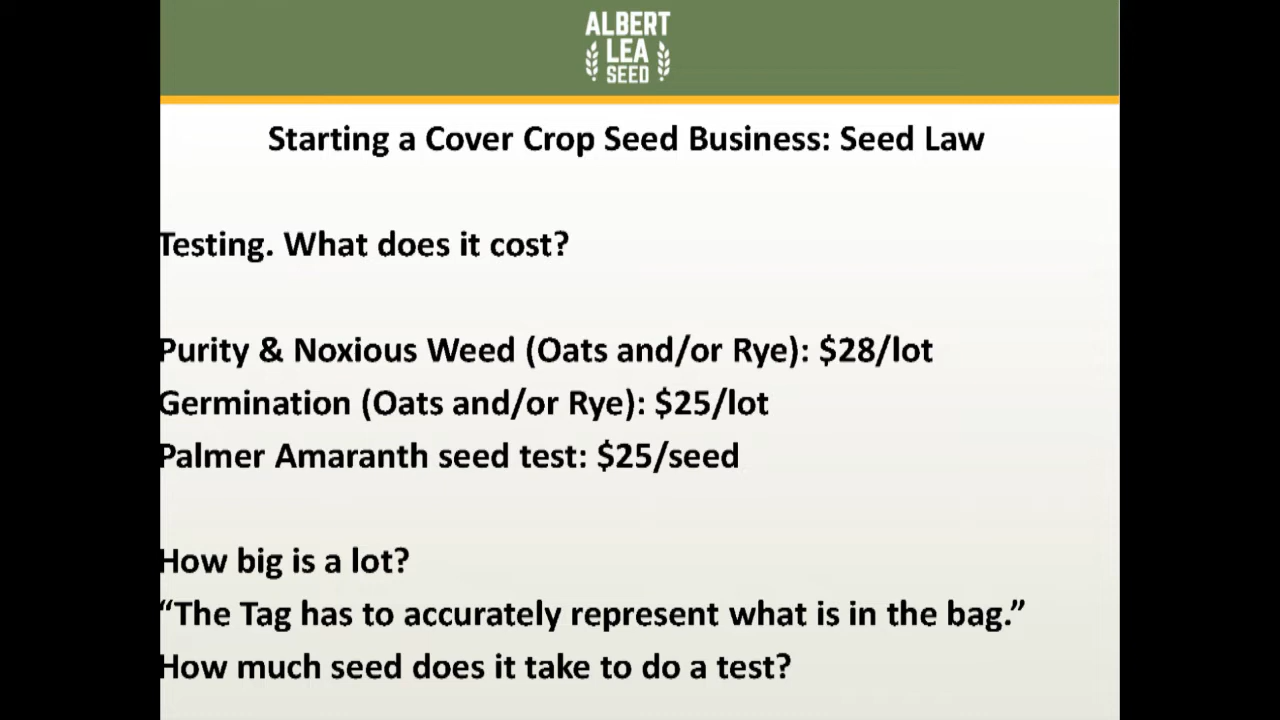 ALBERT
LEA
SEED
Starting a Cover Crop Seed Business: Seed Law
Testing. What does it cost?
Purity & Noxious Weed (Oats and/or Rye): $28/lot
Germination (Oats and/or Rye): $25/lot
Palmer Amaranth seed test: $25/seed
How big is a lot?
“The Tag has to accurately represent what is in the bag.”
How much seed does it take to do a test?